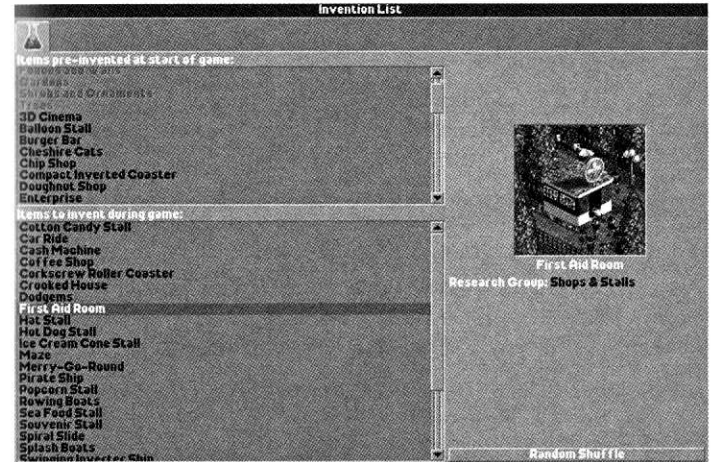 Invention List
Items pre-invented at start of game:
Gardens
Shrubs and Ornaments
Trees
3D Cinema
Balloon Stall
Burger Bar
Cheshire Cats
Chip Shop
Compact Inverted Coaster
Doughnut Shop
Enterprise
Items to invent during game:
Cotton Candy Stall
Car Ride
Cash Machine
Coffee Shop
Corkscrew Roller Coaster
Crooked House
Dodgems
First Aid Room
Hat Stall
Hot Dog Stall
Ice Cream Cone Stall
Maze
Merry-Go-Round
Pirate Ship
Popcorn Stall
Rowing Boats
Sea Food Stall
Souvenir Stall
Spiral Slide
Splash Boats
Swinging Inverter Ship
First Aid Room
Research Group: Shops & Stalls
Random Shuffle